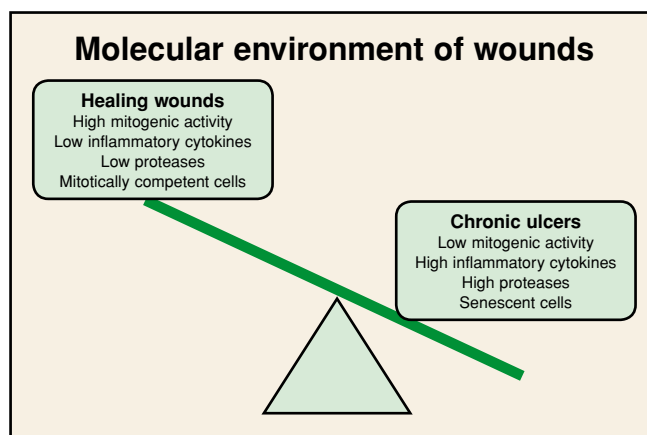 Molecular environment of wounds
Healing wounds
High mitogenic activity
Low inflammatory cytokines
Low proteases
Mitotically competent cells
Chronic ulcers
Low mitogenic activity
High inflammatory cytokines
High proteases
Senescent cells